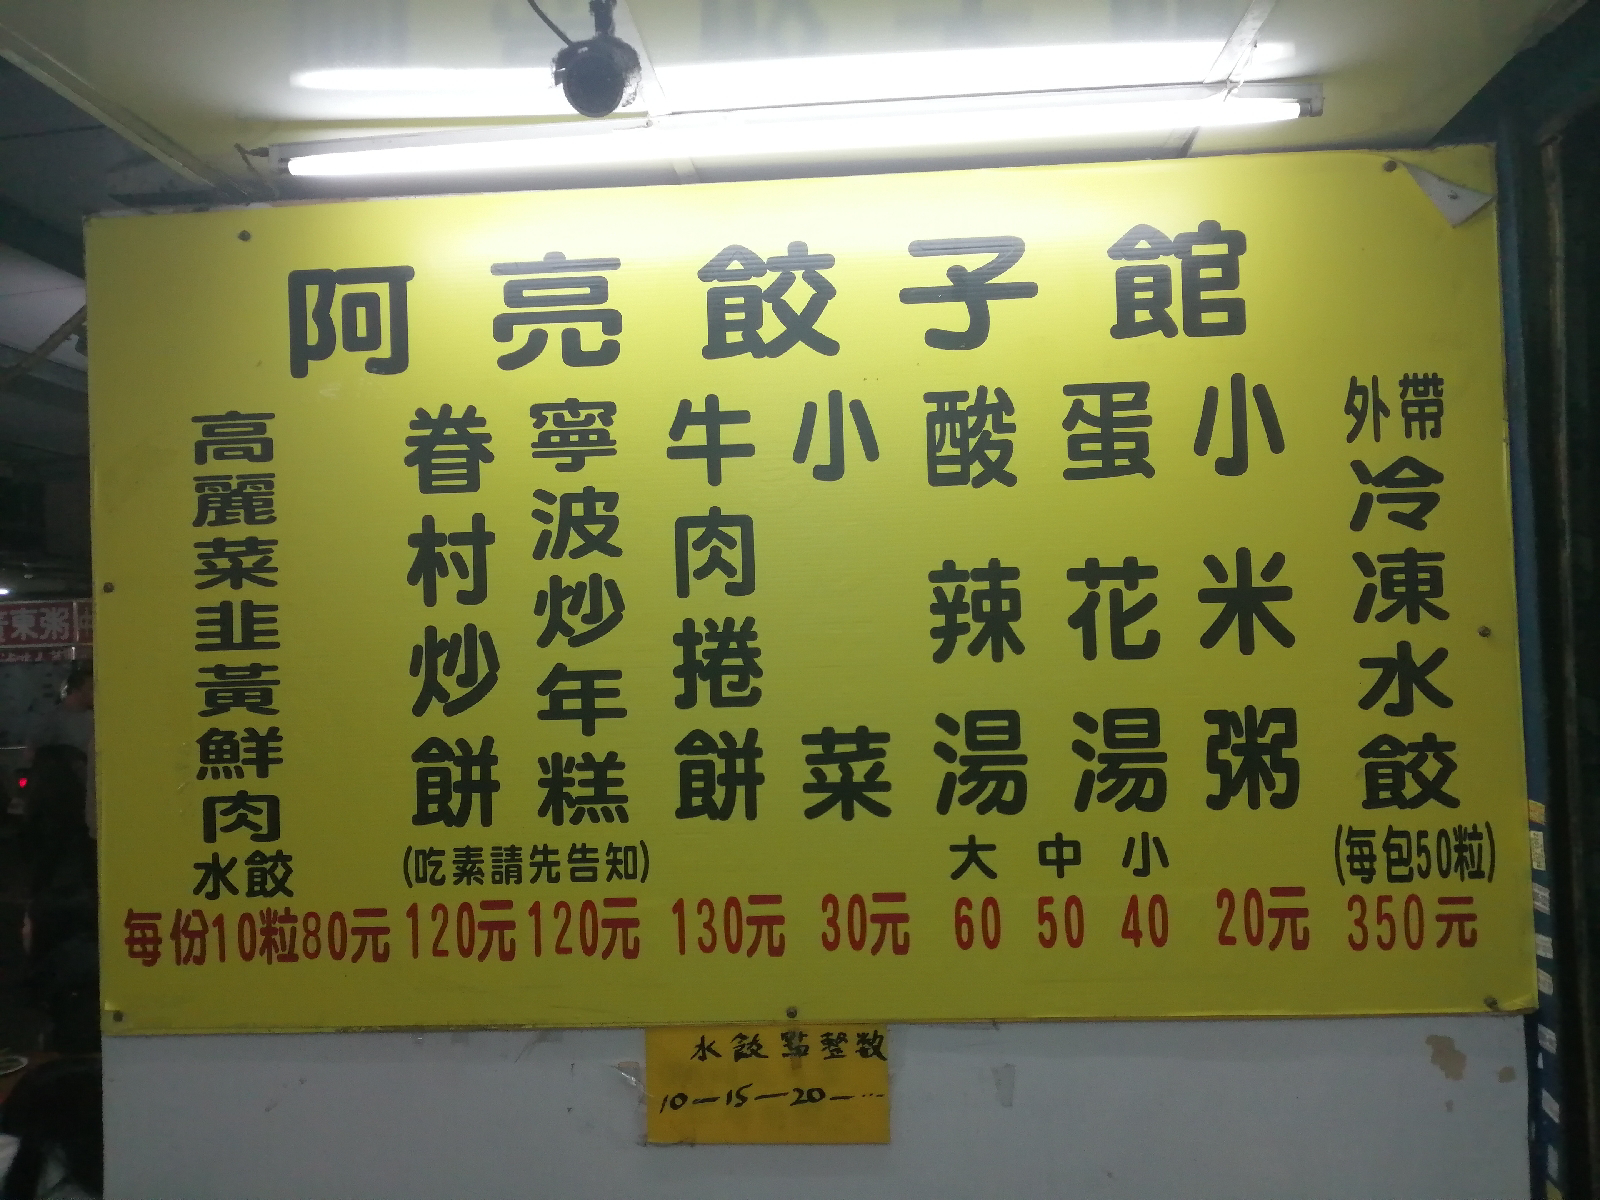 阿亮餃子館
高麗菜韭黃鮮肉水餃
每份10粒80元
眷村炒餅
120元
寧波炒年糕
120元
(吃素請先告知)
牛肉捲餅
130元
小菜
30元
酸辣湯
蛋花湯
大 中 小
60 50 40
小米粥
20元
外帶
冷凍水餃
(每包50粒)
350元
水餃點整數
10—15—20—…
東粥